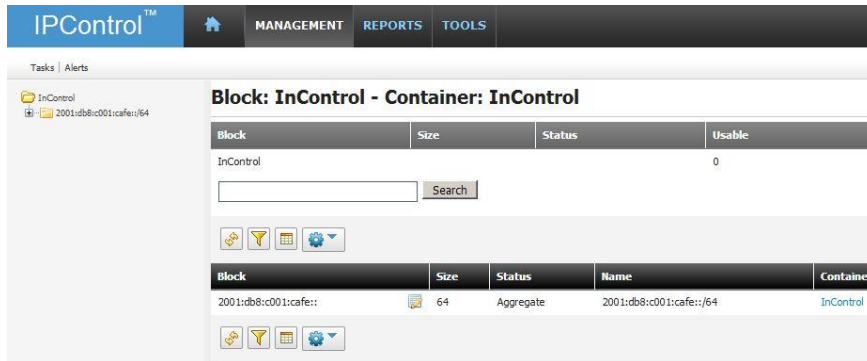 IPControl™
MANAGEMENT REPORTS TOOLS
Tasks | Alerts
InControl
2001:db8:c001:cafe::/64
Block: InControl - Container: InControl
Block Size Status Usable
InControl 0
Search
Block Size Status Name Containe
2001:db8:c001:cafe:: 64 Aggregate 2001:db8:c001:cafe::/64 InControl